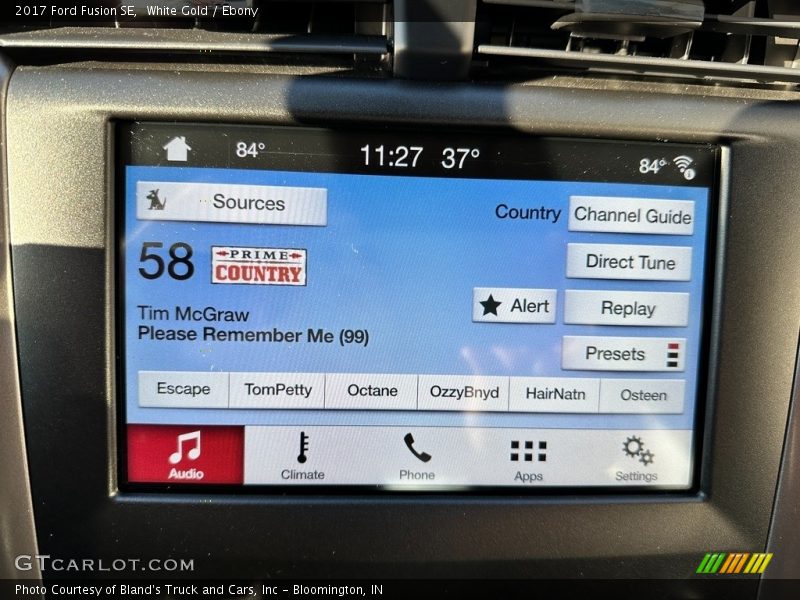 2017 Ford Fusion SE,  White Gold / Ebony
84° 11:27 37° 84°
Sources
Country Channel Guide
58 PRIME COUNTRY
Direct Tune
Tim McGraw
Please Remember Me (99)
Alert Replay
Presets
Escape TomPetty Octane OzzyBnyd HairNatn Osteen
Audio Climate Phone Apps Settings
GTCARLOT.COM
Photo Courtesy of Bland's Truck and Cars, Inc – Bloomington, IN